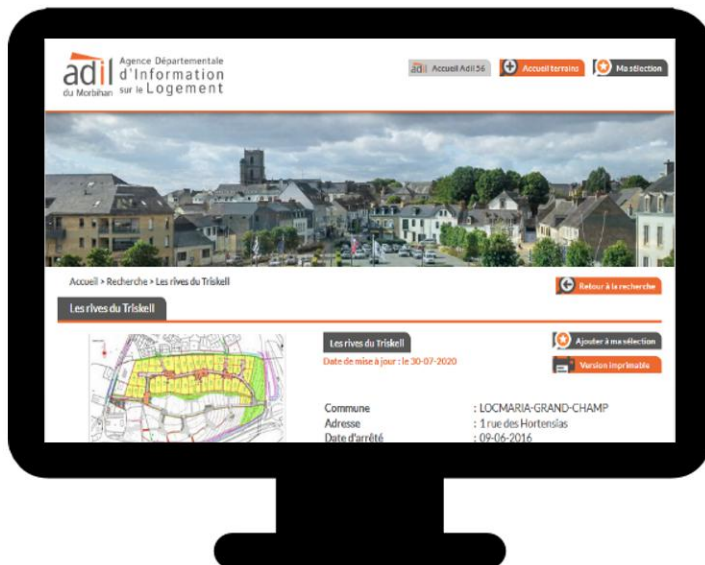 adil
du Morbihan
Agence Départementale
d'Information
sur le Logement
adil Accueil Adil 56
Accueil terrains
Ma sélection
Accueil > Recherche > Les rives du Triskell
Retour à la recherche
Les rives du Triskell
Les rives du Triskell
Ajouter à ma sélection
Date de mise à jour : le 30-07-2020
Version imprimable
Commune : LOCMARIA-GRAND-CHAMP
Adresse : 1 rue des Hortensias
Date d'arrêté : 09-06-2016